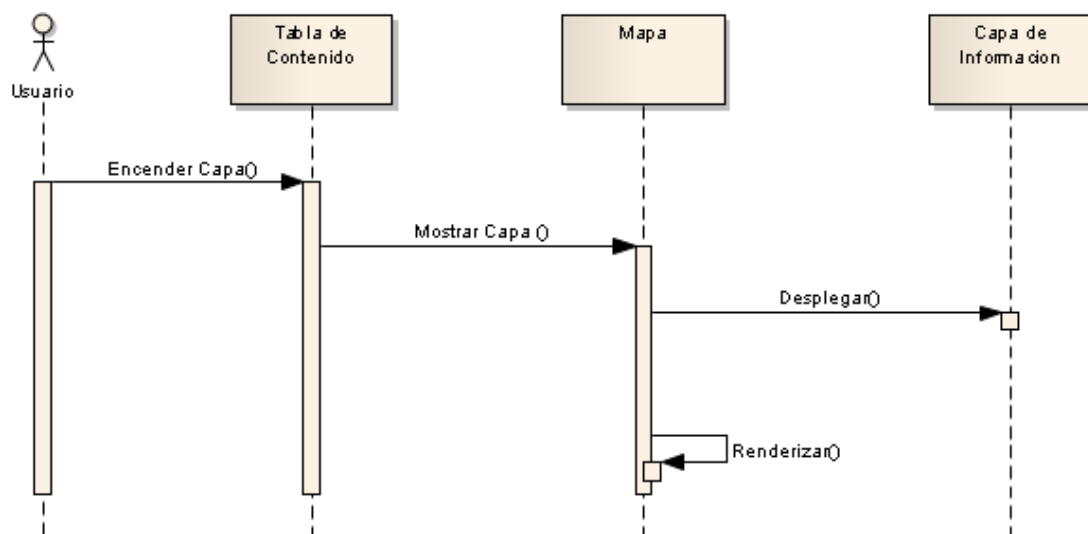 Usuario
Tabla de
Contenido
Mapa
Capa de
Informacion
Encender Capa()
Mostrar Capa ()
Desplegar()
Renderizar()